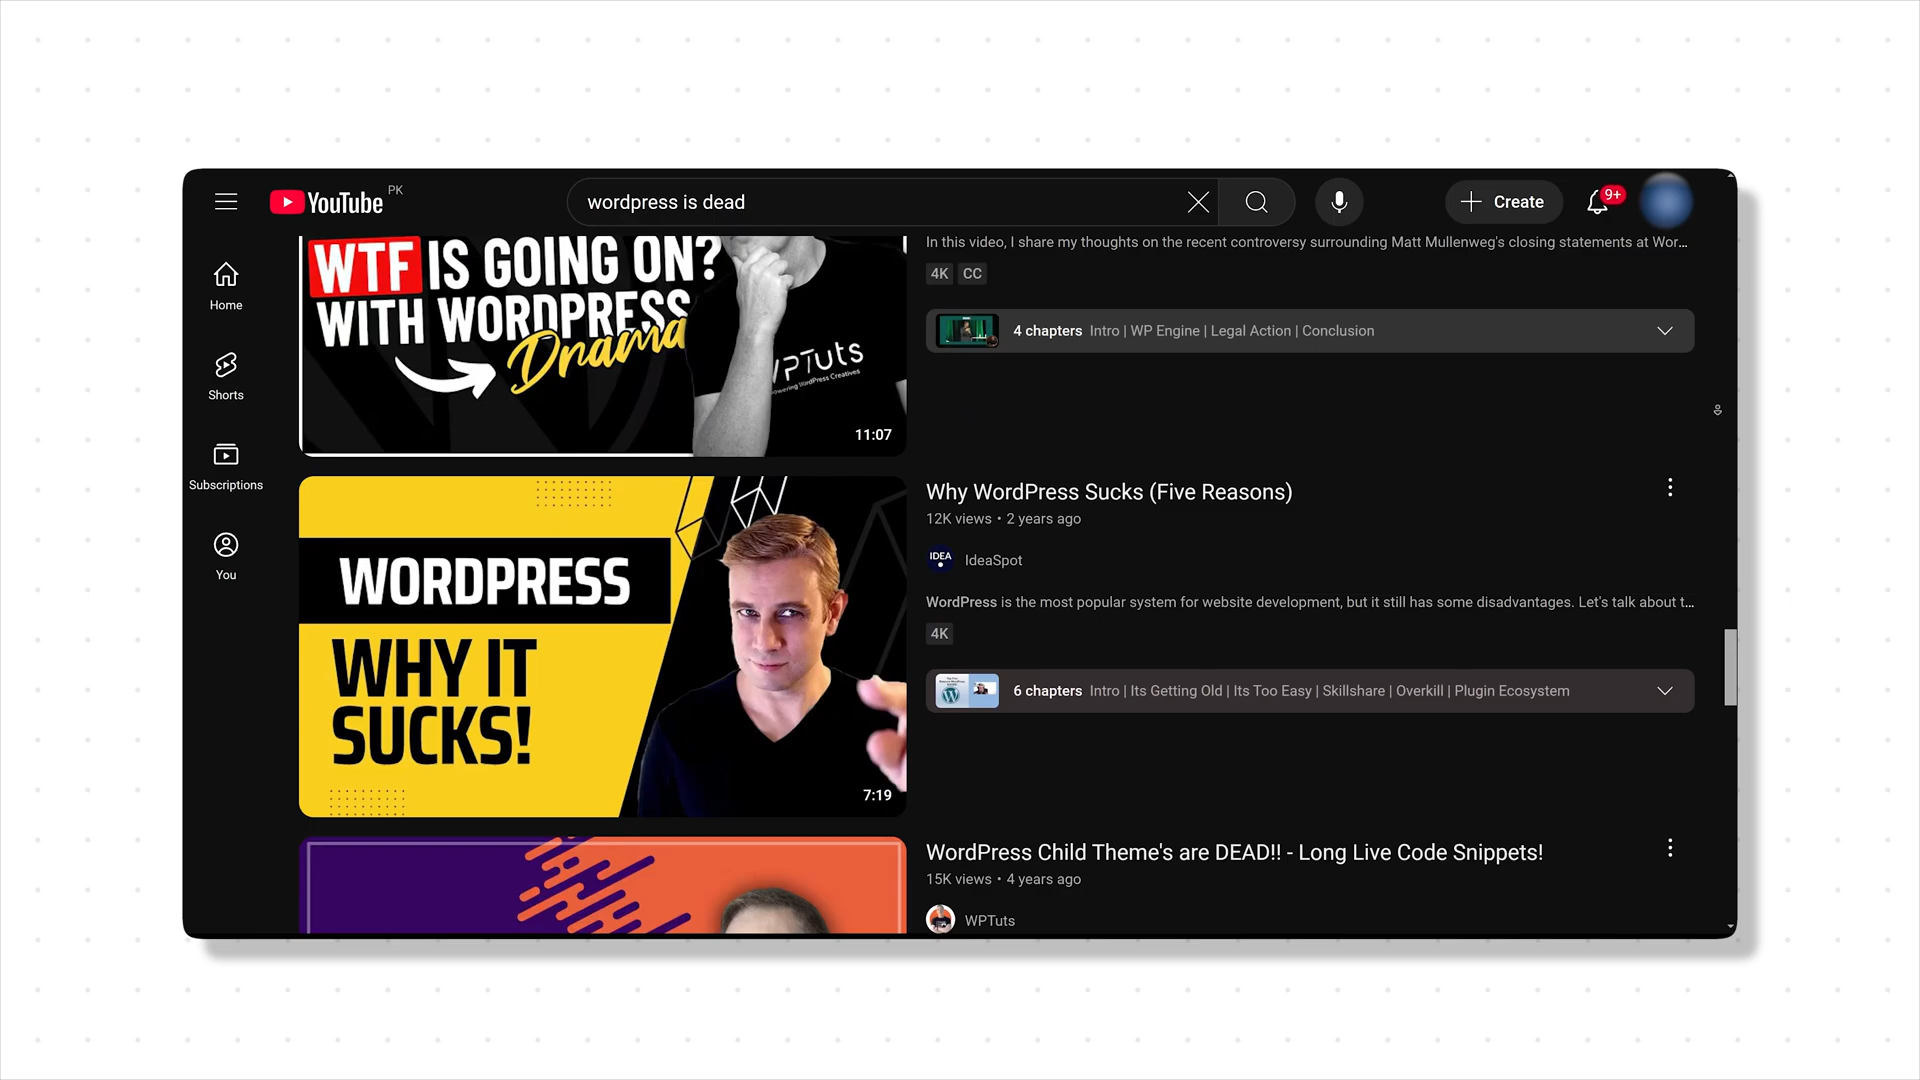 YouTube
PK
wordpress is dead
Create
9+
Home
Shorts
Subscriptions
You
WTF IS GOING ON?
WITH WORDPRESS
Drama
WPTuts
Empowering WordPress Creatives
11:07
In this video, I share my thoughts on the recent controversy surrounding Matt Mullenweg's closing statements at Wor...
4K CC
4 chapters Intro | WP Engine | Legal Action | Conclusion
WORDPRESS
WHY IT
SUCKS!
7:19
Why WordPress Sucks (Five Reasons)
12K views • 2 years ago
IDEA
IdeaSpot
WordPress is the most popular system for website development, but it still has some disadvantages. Let's talk about t...
4K
6 chapters Intro | Its Getting Old | Its Too Easy | Skillshare | Overkill | Plugin Ecosystem
WordPress Child Theme's are DEAD!! - Long Live Code Snippets!
15K views • 4 years ago
WPTuts